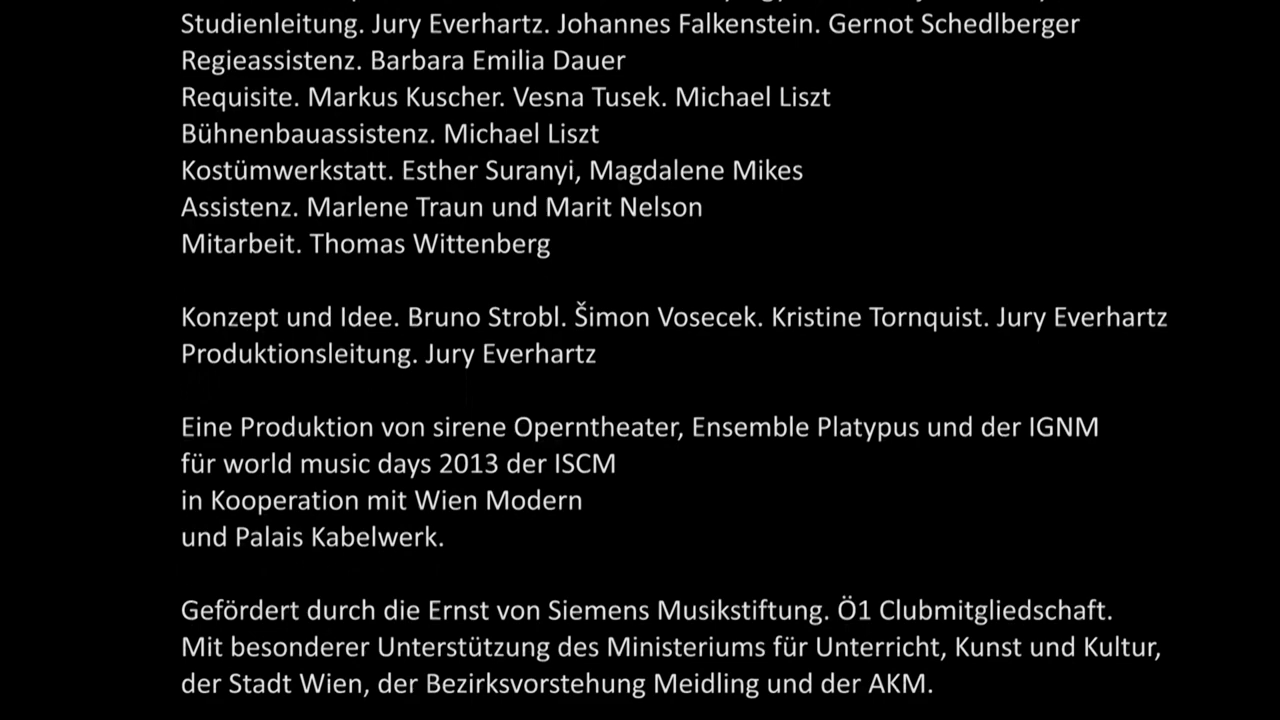 Studienleitung. Jury Everhartz. Johannes Falkenstein. Gernot Schedlberger
Regieassistenz. Barbara Emilia Dauer
Requisite. Markus Kuscher. Vesna Tusek. Michael Liszt
Bühnenbauassistenz. Michael Liszt
Kostümwerkstatt. Esther Suranyi, Magdalene Mikes
Assistenz. Marlene Traun und Marit Nelson
Mitarbeit. Thomas Wittenberg
Konzept und Idee. Bruno Strobl. Šimon Vosecek. Kristine Tornquist. Jury Everhartz
Produktionsleitung. Jury Everhartz
Eine Produktion von sirene Operntheater, Ensemble Platypus und der IGNM
für world music days 2013 der ISCM
in Kooperation mit Wien Modern
und Palais Kabelwerk.
Gefördert durch die Ernst von Siemens Musikstiftung. Ö1 Clubmitgliedschaft.
Mit besonderer Unterstützung des Ministeriums für Unterricht, Kunst und Kultur,
der Stadt Wien, der Bezirksvorstehung Meidling und der AKM.